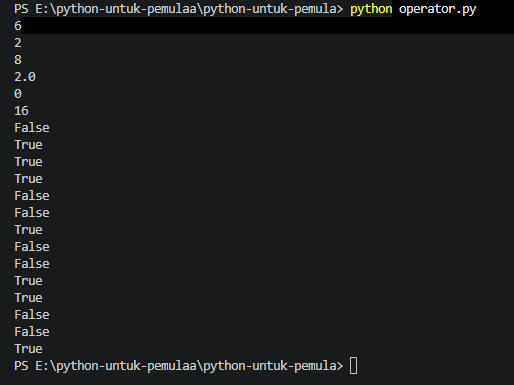 PS E:\python-untuk-pemulaa\python-untuk-pemula> python operator.py
6
2
8
2.0
0
16
False
True
True
True
False
False
True
False
False
True
True
False
False
True
PS E:\python-untuk-pemulaa\python-untuk-pemula>